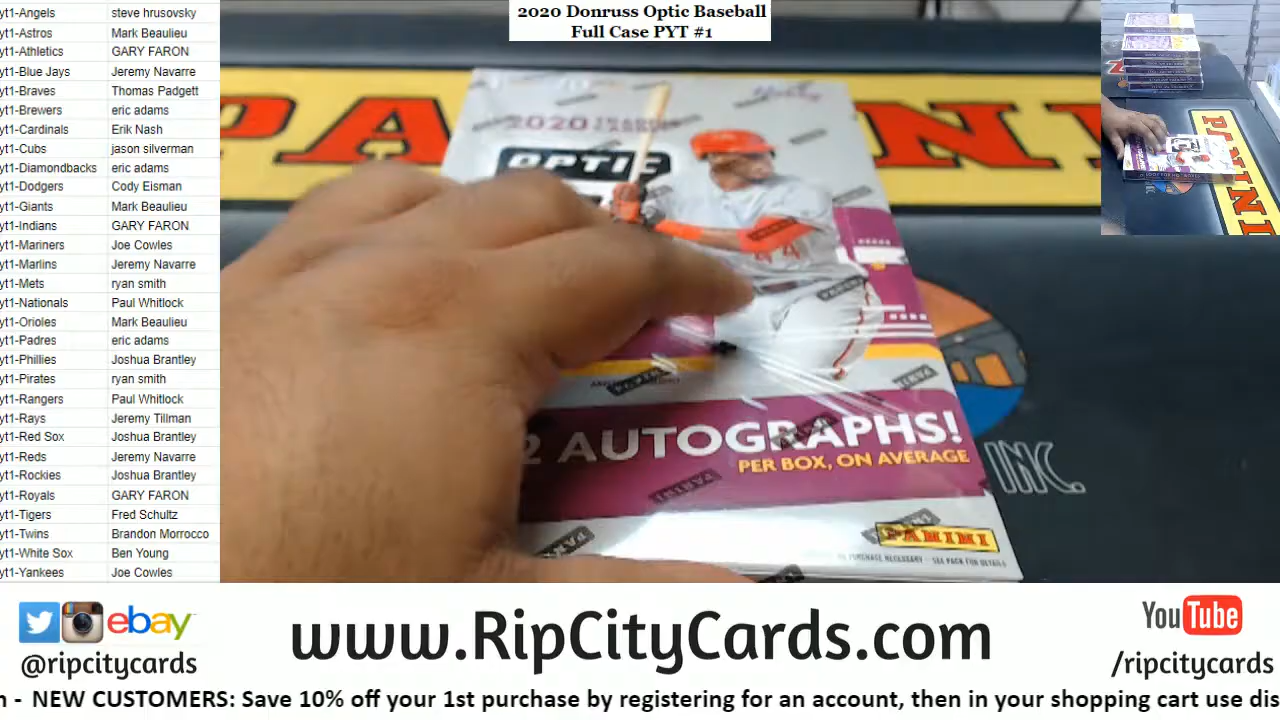 2020 Donruss Optic Baseball
Full Case PYT #1
yt1-Angels steve hrusovsky
yt1-Astros Mark Beaulieu
yt1-Athletics GARY FARON
yt1-Blue Jays Jeremy Navarre
yt1-Braves Thomas Padgett
yt1-Brewers eric adams
yt1-Cardinals Erik Nash
yt1-Cubs jason silverman
yt1-Diamondbacks eric adams
yt1-Dodgers Cody Eisman
yt1-Giants Mark Beaulieu
yt1-Indians GARY FARON
yt1-Mariners Joe Cowles
yt1-Marlins Jeremy Navarre
yt1-Mets ryan smith
yt1-Nationals Paul Whitlock
yt1-Orioles Mark Beaulieu
yt1-Padres eric adams
yt1-Phillies Joshua Brantley
yt1-Pirates ryan smith
yt1-Rangers Paul Whitlock
yt1-Rays Jeremy Tillman
yt1-Red Sox Joshua Brantley
yt1-Reds Jeremy Navarre
yt1-Rockies Joshua Brantley
yt1-Royals GARY FARON
yt1-Tigers Fred Schultz
yt1-Twins Brandon Morrocco
yt1-White Sox Ben Young
yt1-Yankees Joe Cowles
PANINI
2020
OPTIC
2 AUTOGRAPHS!
PER BOX, ON AVERAGE
PANINI
INC.
PANINI
ebay
@ripcitycards
www.RipCityCards.com
YouTube
/ripcitycards
n - NEW CUSTOMERS: Save 10% off your 1st purchase by registering for an account, then in your shopping cart use dis